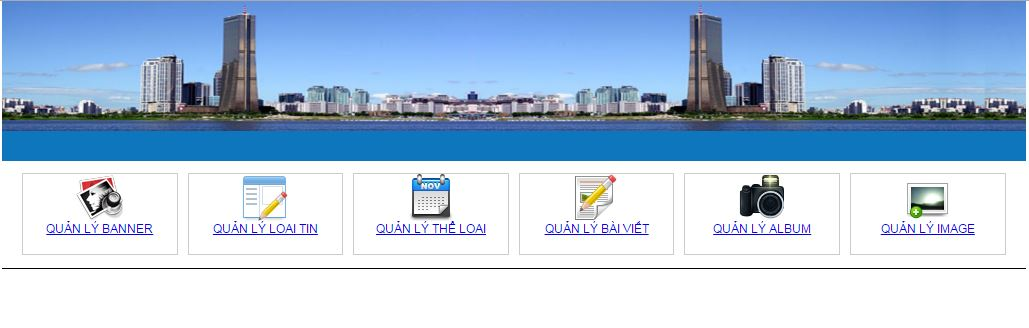 NOV
QUẢN LÝ BANNER
QUẢN LÝ LOẠI TIN
QUẢN LÝ THỂ LOẠI
QUẢN LÝ BÀI VIẾT
QUẢN LÝ ALBUM
QUẢN LÝ IMAGE